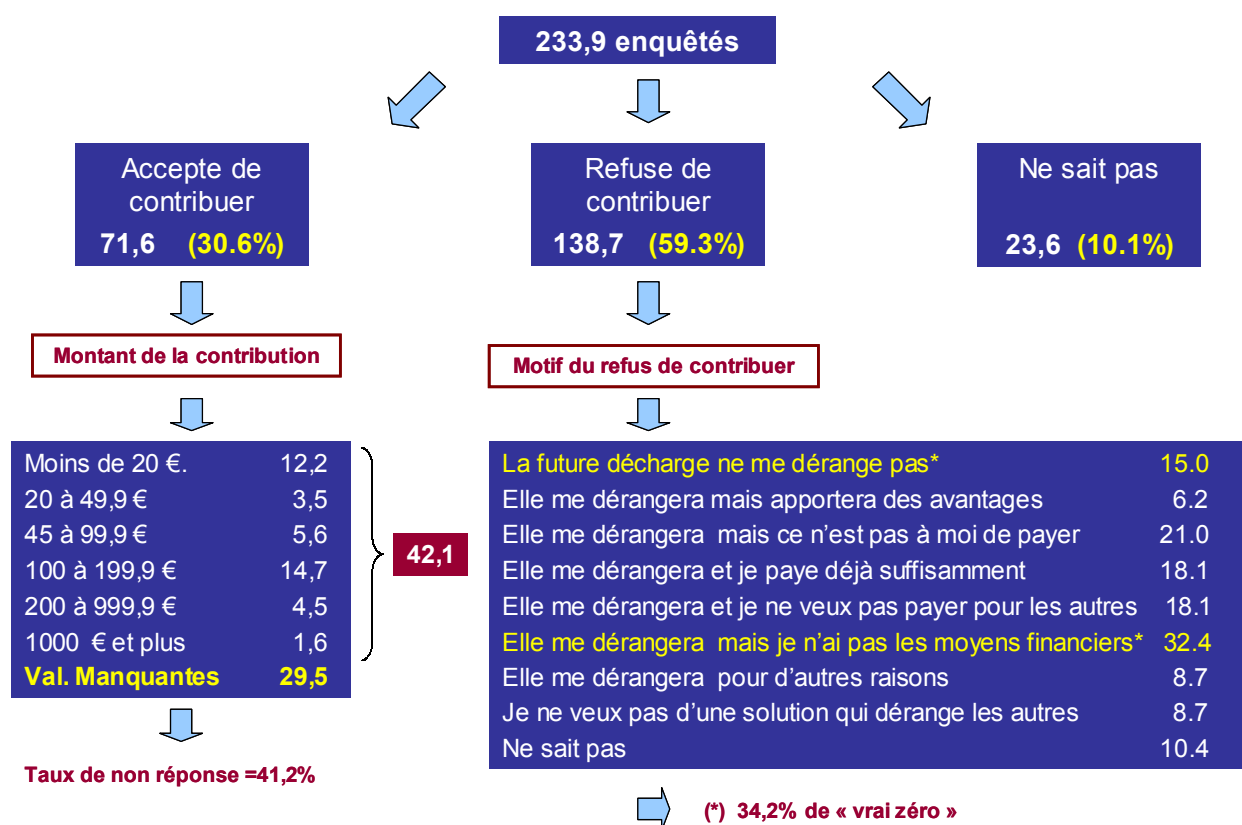 233,9 enquêtés
Accepte de
contribuer
71,6 (30.6%)
Refuse de
contribuer
138,7 (59.3%)
Ne sait pas
23,6 (10.1%)
Montant de la contribution
Moins de 20 €. 12,2
20 à 49,9 € 3,5
45 à 99,9 € 5,6
100 à 199,9 € 14,7
200 à 999,9 € 4,5
1000 € et plus 1,6
Val. Manquantes 29,5
42,1
Taux de non réponse =41,2%
Motif du refus de contribuer
La future décharge ne me dérange pas* 15.0
Elle me dérangera mais apportera des avantages 6.2
Elle me dérangera mais ce n'est pas à moi de payer 21.0
Elle me dérangera et je paye déjà suffisamment 18.1
Elle me dérangera et je ne veux pas payer pour les autres 18.1
Elle me dérangera mais je n'ai pas les moyens financiers* 32.4
Elle me dérangera pour d'autres raisons 8.7
Je ne veux pas d'une solution qui dérange les autres 8.7
Ne sait pas 10.4
(*) 34,2% de « vrai zéro »